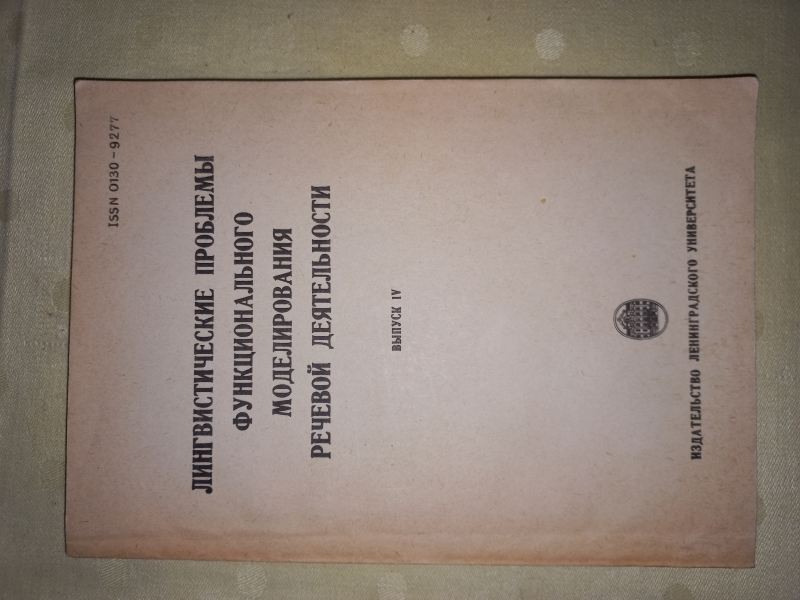 ISSN 0130-9277
ЛИНГВИСТИЧЕСКИЕ ПРОБЛЕМЫ
ФУНКЦИОНАЛЬНОГО
МОДЕЛИРОВАНИЯ
РЕЧЕВОЙ ДЕЯТЕЛЬНОСТИ
ВЫПУСК IV
ИЗДАТЕЛЬСТВО ЛЕНИНГРАДСКОГО УНИВЕРСИТЕТА